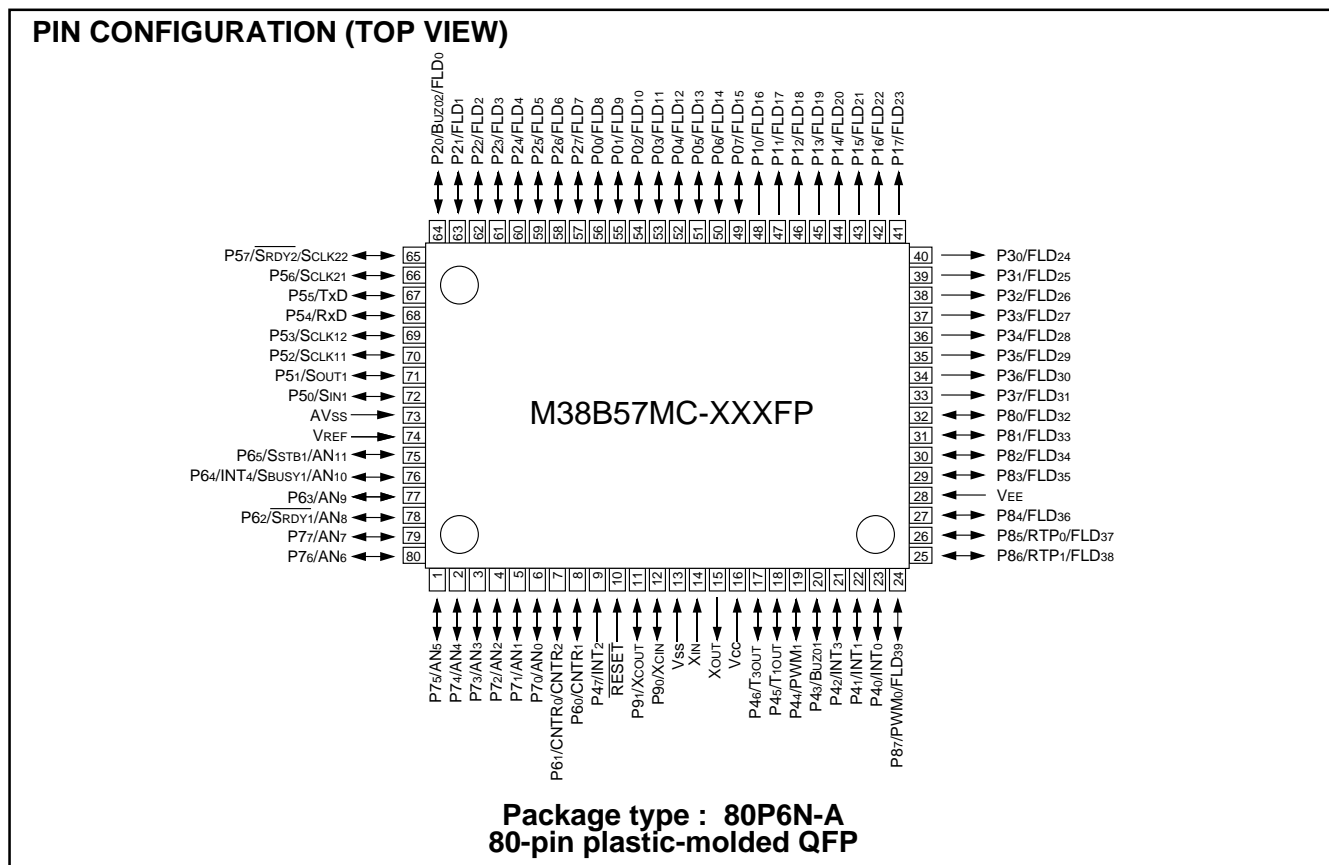 PIN CONFIGURATION (TOP VIEW)
P20/BUZ02/FLD0
P21/FLD1
P22/FLD2
P23/FLD3
P24/FLD4
P25/FLD5
P26/FLD6
P27/FLD7
P00/FLD8
P01/FLD9
P02/FLD10
P03/FLD11
P04/FLD12
P05/FLD13
P06/FLD14
P07/FLD15
P10/FLD16
P11/FLD17
P12/FLD18
P13/FLD19
P14/FLD20
P15/FLD21
P16/FLD22
P17/FLD23
64 63 62 61 60 59 58 57 56 55 54 53 52 51 50 49 48 47 46 45 44 43 42 41
P57/SRDY2/SCLK22 65
P56/SCLK21 66
P55/TxD 67
P54/RxD 68
P53/SCLK12 69
P52/SCLK11 70
P51/SOUT1 71
P50/SIN1 72
AVSS 73
VREF 74
P65/SSTB1/AN11 75
P64/INT4/SBUSY1/AN10 76
P63/AN9 77
P62/SRDY1/AN8 78
P77/AN7 79
P76/AN6 80
M38B57MC-XXXFP
40 P30/FLD24
39 P31/FLD25
38 P32/FLD26
37 P33/FLD27
36 P34/FLD28
35 P35/FLD29
34 P36/FLD30
33 P37/FLD31
32 P80/FLD32
31 P81/FLD33
30 P82/FLD34
29 P83/FLD35
28 VEE
27 P84/FLD36
26 P85/RTP0/FLD37
25 P86/RTP1/FLD38
1 2 3 4 5 6 7 8 9 10 11 12 13 14 15 16 17 18 19 20 21 22 23 24
P75/AN5
P74/AN4
P73/AN3
P72/AN2
P71/AN1
P70/AN0
P61/CNTR0/CNTR2
P60/CNTR1
P47/INT2
RESET
P91/XCOUT
P90/XCIN
VSS
XIN
XOUT
VCC
P46/T3OUT
P45/T1OUT
P44/PWM1
P43/BUZ01
P42/INT3
P41/INT1
P40/INT0
P87/PWM0/FLD39
Package type : 80P6N-A
80-pin plastic-molded QFP